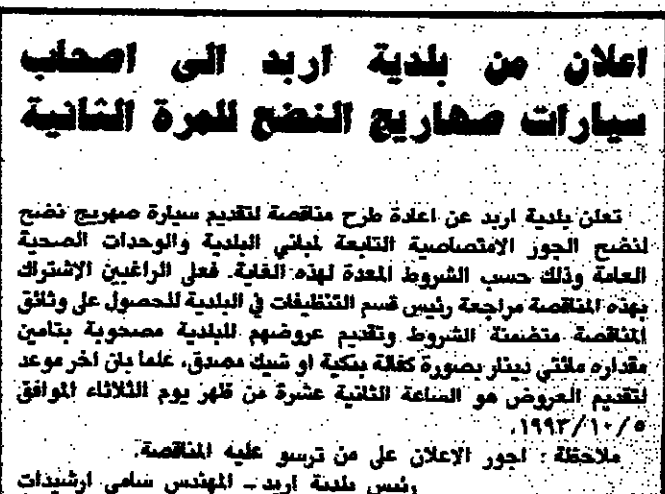 اعلان من بلدية اربد الى اصحاب
سيارات صهاريج النضح للمرة الثانية
تعلن بلدية اربد عن اعادة طرح مناقصة لتقديم سيارة صهريج نضح
لنضح الجور الامتصاصية التابعة لمباني البلدية والوحدات الصحية
العامة وذلك حسب الشروط المعدة لهذه الغاية. فعلى الراغبين الاشتراك
بهذه المناقصة مراجعة رئيس قسم التنظيفات في البلدية للحصول على وثائق
المناقصة متضمنة الشروط وتقديم عروضهم للبلدية مصحوبة بتامين
مقداره مائتي دينار بصورة كفالة بنكية او شيك مصدق، علما بان اخر موعد
لتقديم العروض هو الساعة الثانية عشرة من ظهر يوم الثلاثاء الموافق
١٩٩٣/١٠/٥.
ملاحظة : اجور الاعلان على من ترسو عليه المناقصة.
رئيس بلدية اربد - المهندس سامي ارشيدات